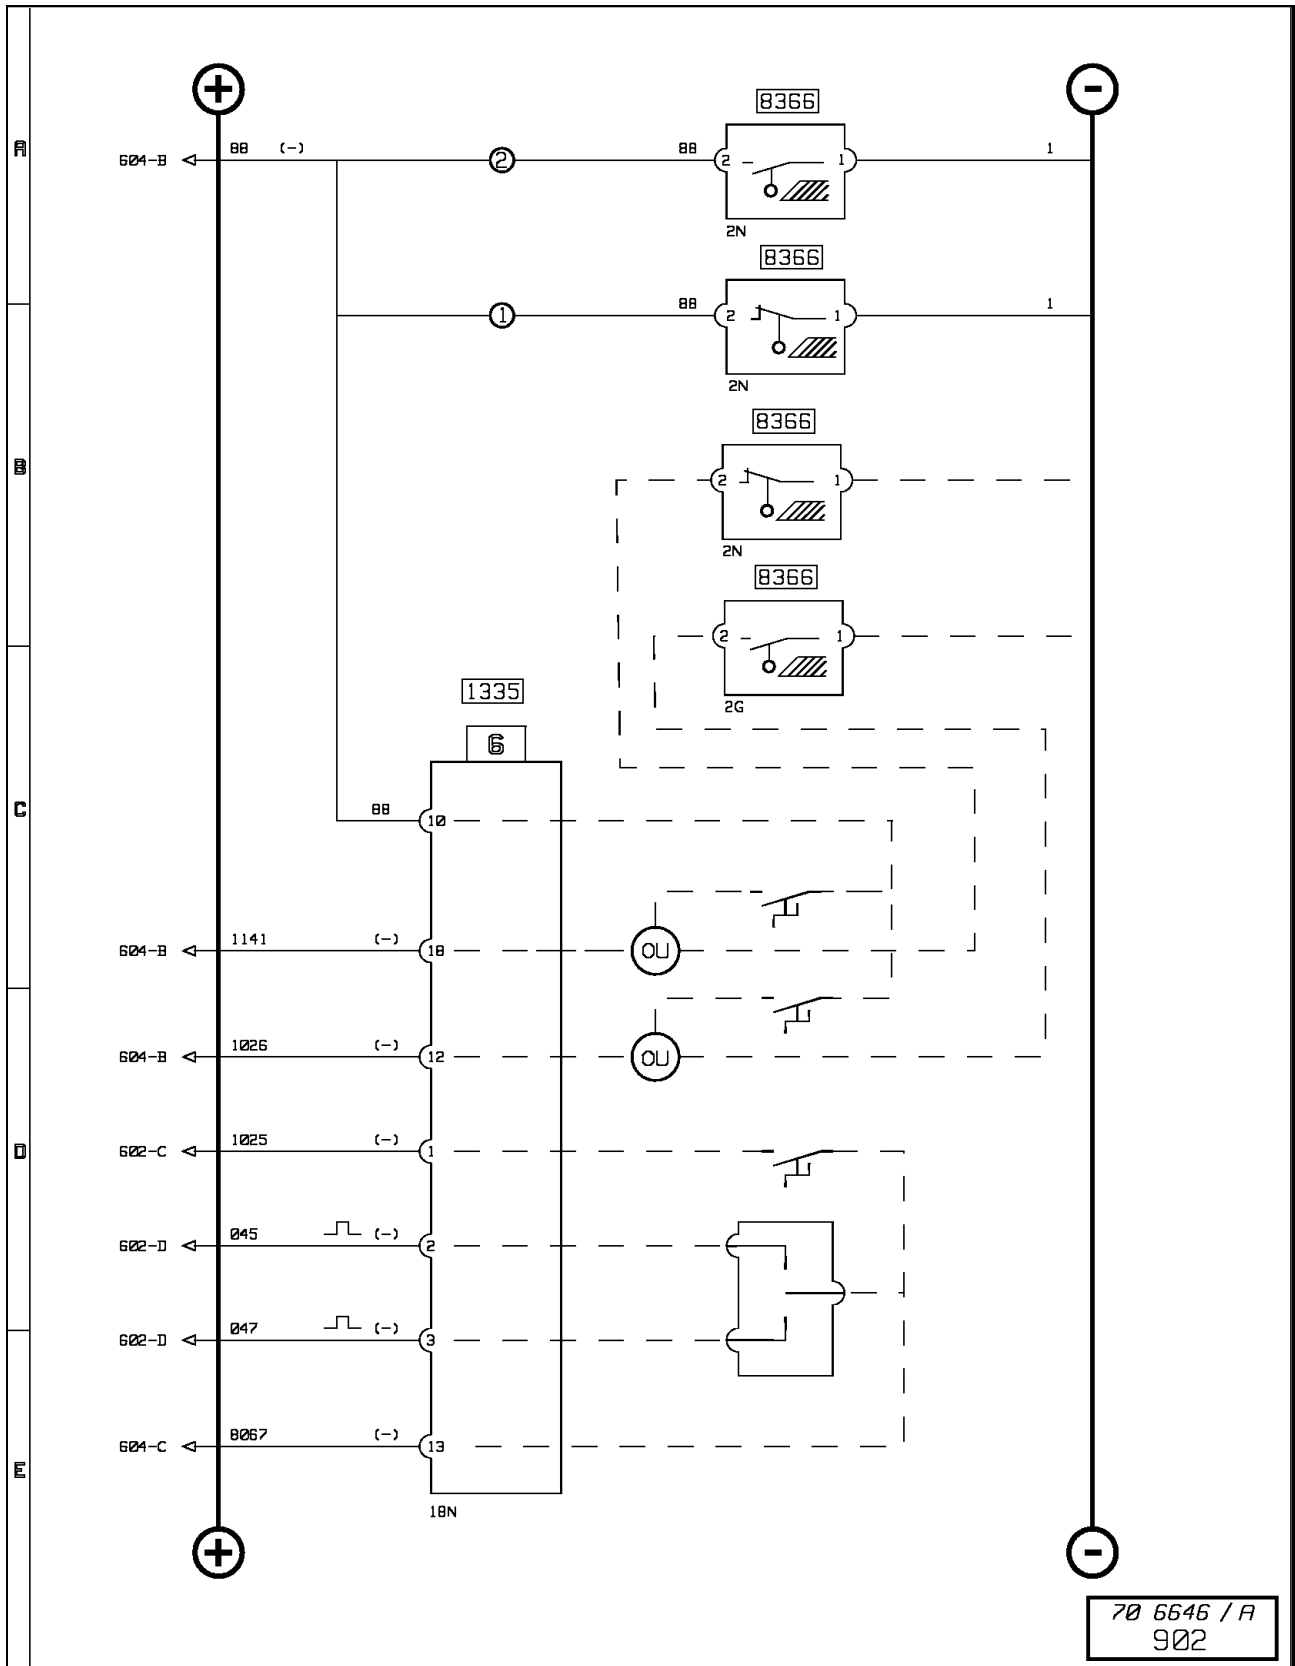 + -
8366
A
604-B 88 (-) 2 88 2 1 1
2N
8366
1 88 2 1 1
2N
8366
B
2 1
2N
8366
2 1
2G
1335
6
C
88 10
604-B 1141 (-) 18 OU
604-B 1026 (-) 12 OU
D
602-C 1025 (-) 1
602-D 045 (-) 2
602-D 047 (-) 3
604-C 8067 (-) 13
E
18N
+ -
70 6646 / A
902